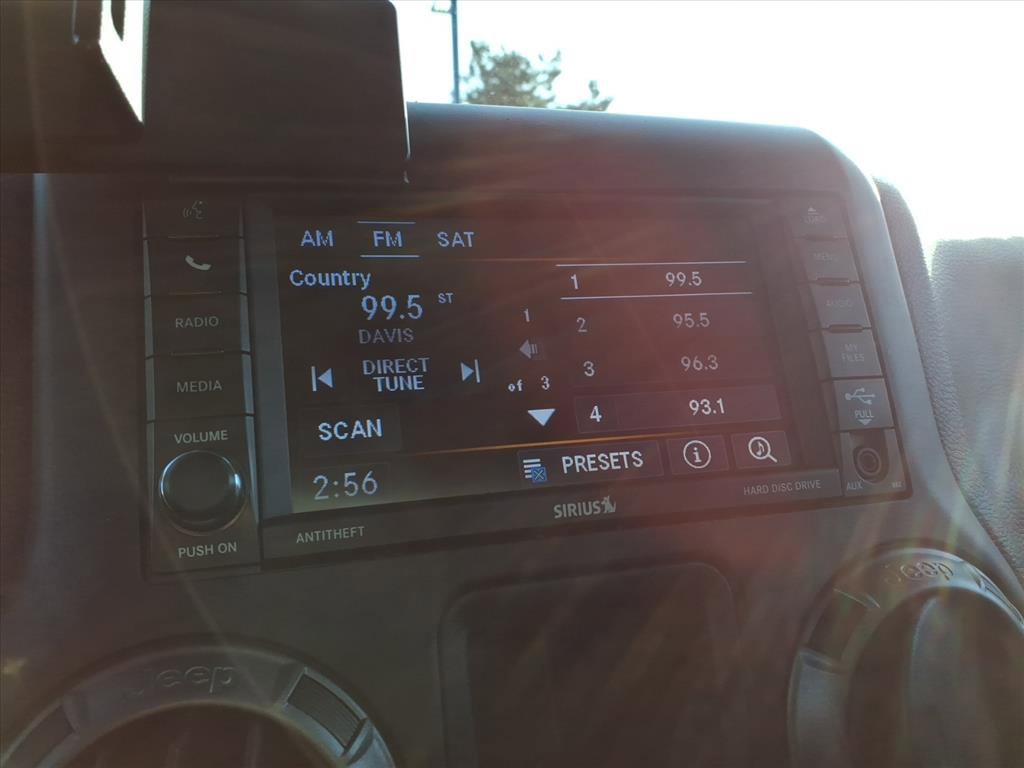 AM FM SAT
Country
99.5 ST
DAVIS
DIRECT
TUNE
SCAN
2:56
1
of 3
1 99.5
2 95.5
3 96.3
4 93.1
PRESETS
i
RADIO
MEDIA
VOLUME
PUSH ON
ANTITHEFT
SIRIUS
HARD DISC DRIVE
LOAD
MENU
AUDIO
MY
FILES
PULL
AUX
Jeep
Jeep